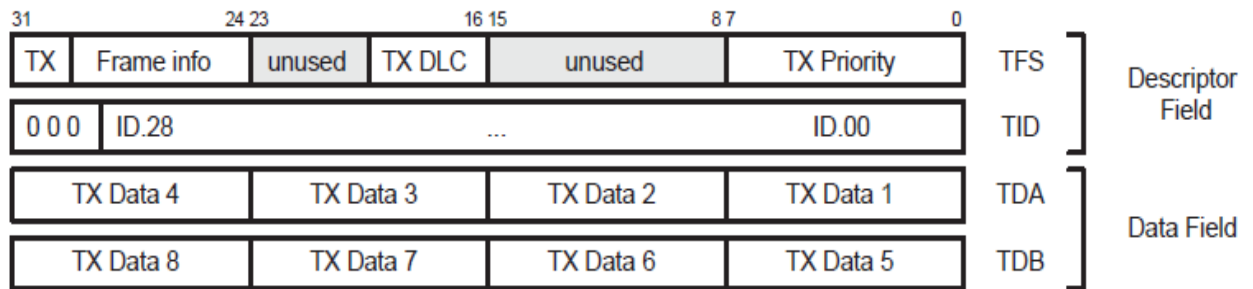 31 24 23 16 15 8 7 0
TX Frame info unused TX DLC unused TX Priority TFS
Descriptor
Field
0 0 0 ID.28 ... ID.00 TID
TX Data 4 TX Data 3 TX Data 2 TX Data 1 TDA
Data Field
TX Data 8 TX Data 7 TX Data 6 TX Data 5 TDB